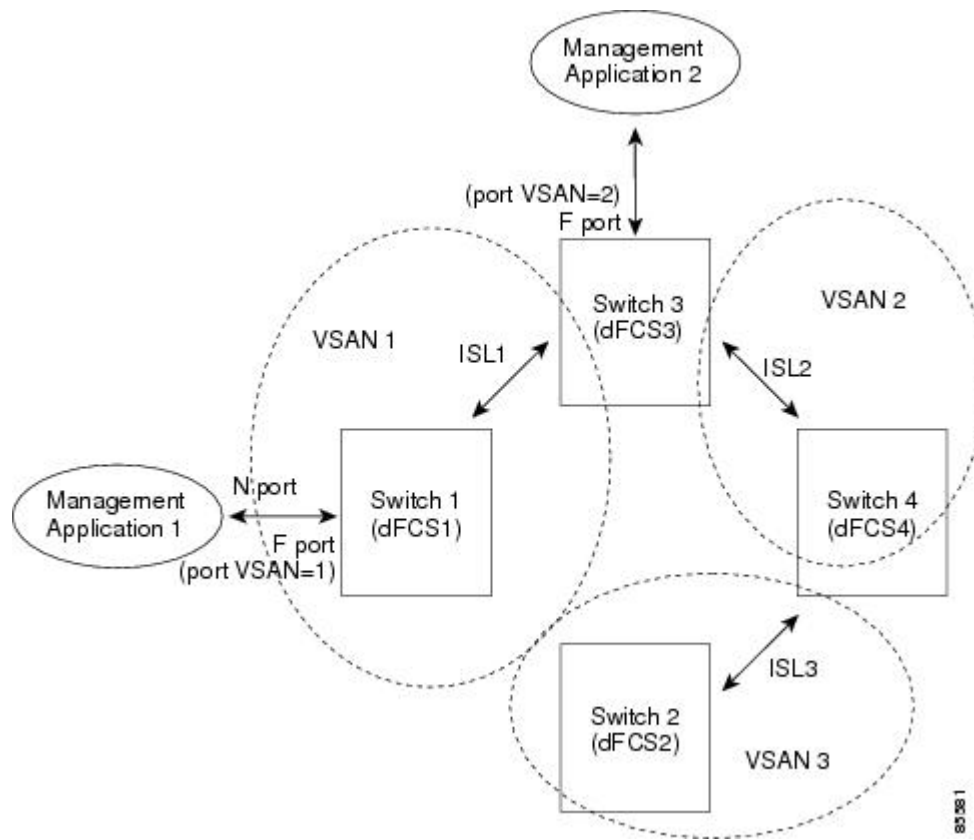 Management
Application 2
(port VSAN=2)
F port
Switch 3
(dFCS3)
VSAN 2
VSAN 1
ISL1
ISL2
Management
Application 1
N port
F port
(port VSAN=1)
Switch 1
(dFCS1)
Switch 4
(dFCS4)
ISL3
Switch 2
(dFCS2)
VSAN 3
85581